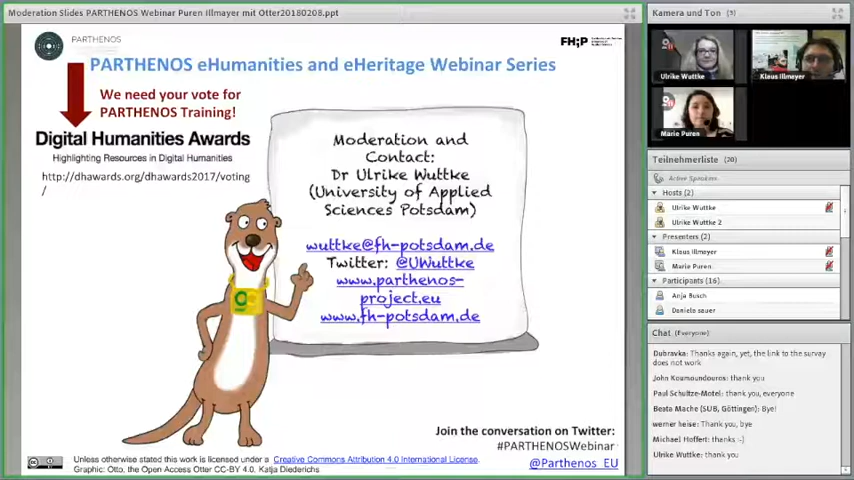 Moderation Slides PARTHENOS Webinar Puren Illmayer mit Otter20180208.ppt
PARTHENOS
FH;P
PARTHENOS eHumanities and eHeritage Webinar Series
We need your vote for
PARTHENOS Training!
Digital Humanities Awards
Highlighting Resources in Digital Humanities
http://dhawards.org/dhawards2017/voting
/
Moderation and
Contact:
Dr Ulrike Wuttke
(University of Applied
Sciences Potsdam)
wuttke@fh-potsdam.de
Twitter: @UWuttke
www.parthenos-
project.eu
www.fh-potsdam.de
Join the conversation on Twitter:
#PARTHENOSWebinar
@Parthenos_EU
Unless otherwise stated this work is licensed under a Creative Commons Attribution 4.0 International License.
Graphic: Otto, the Open Access Otter CC-BY 4.0, Katja Diederichs
Kamera und Ton (3)
Ulrike Wuttke
Klaus Illmayer
Marie Puren
Teilnehmerliste (20)
Active Speakers
Hosts (2)
Ulrike Wuttke
Ulrike Wuttke 2
Presenters (2)
Klaus Illmayer
Marie Puren
Participants (16)
Anja Busch
Daniela sauer
Chat (Everyone)
Dubravka: Thanks again, yet, the link to the survay
does not work
John Koumoundouros: thank you
Paul Schultze-Motel: thank you, everyone
Beata Mache (SUB, Göttingen): Bye!
werner heise: Thank you, bye
Michael Hoffert: thanks :-)
Ulrike Wuttke: thank you